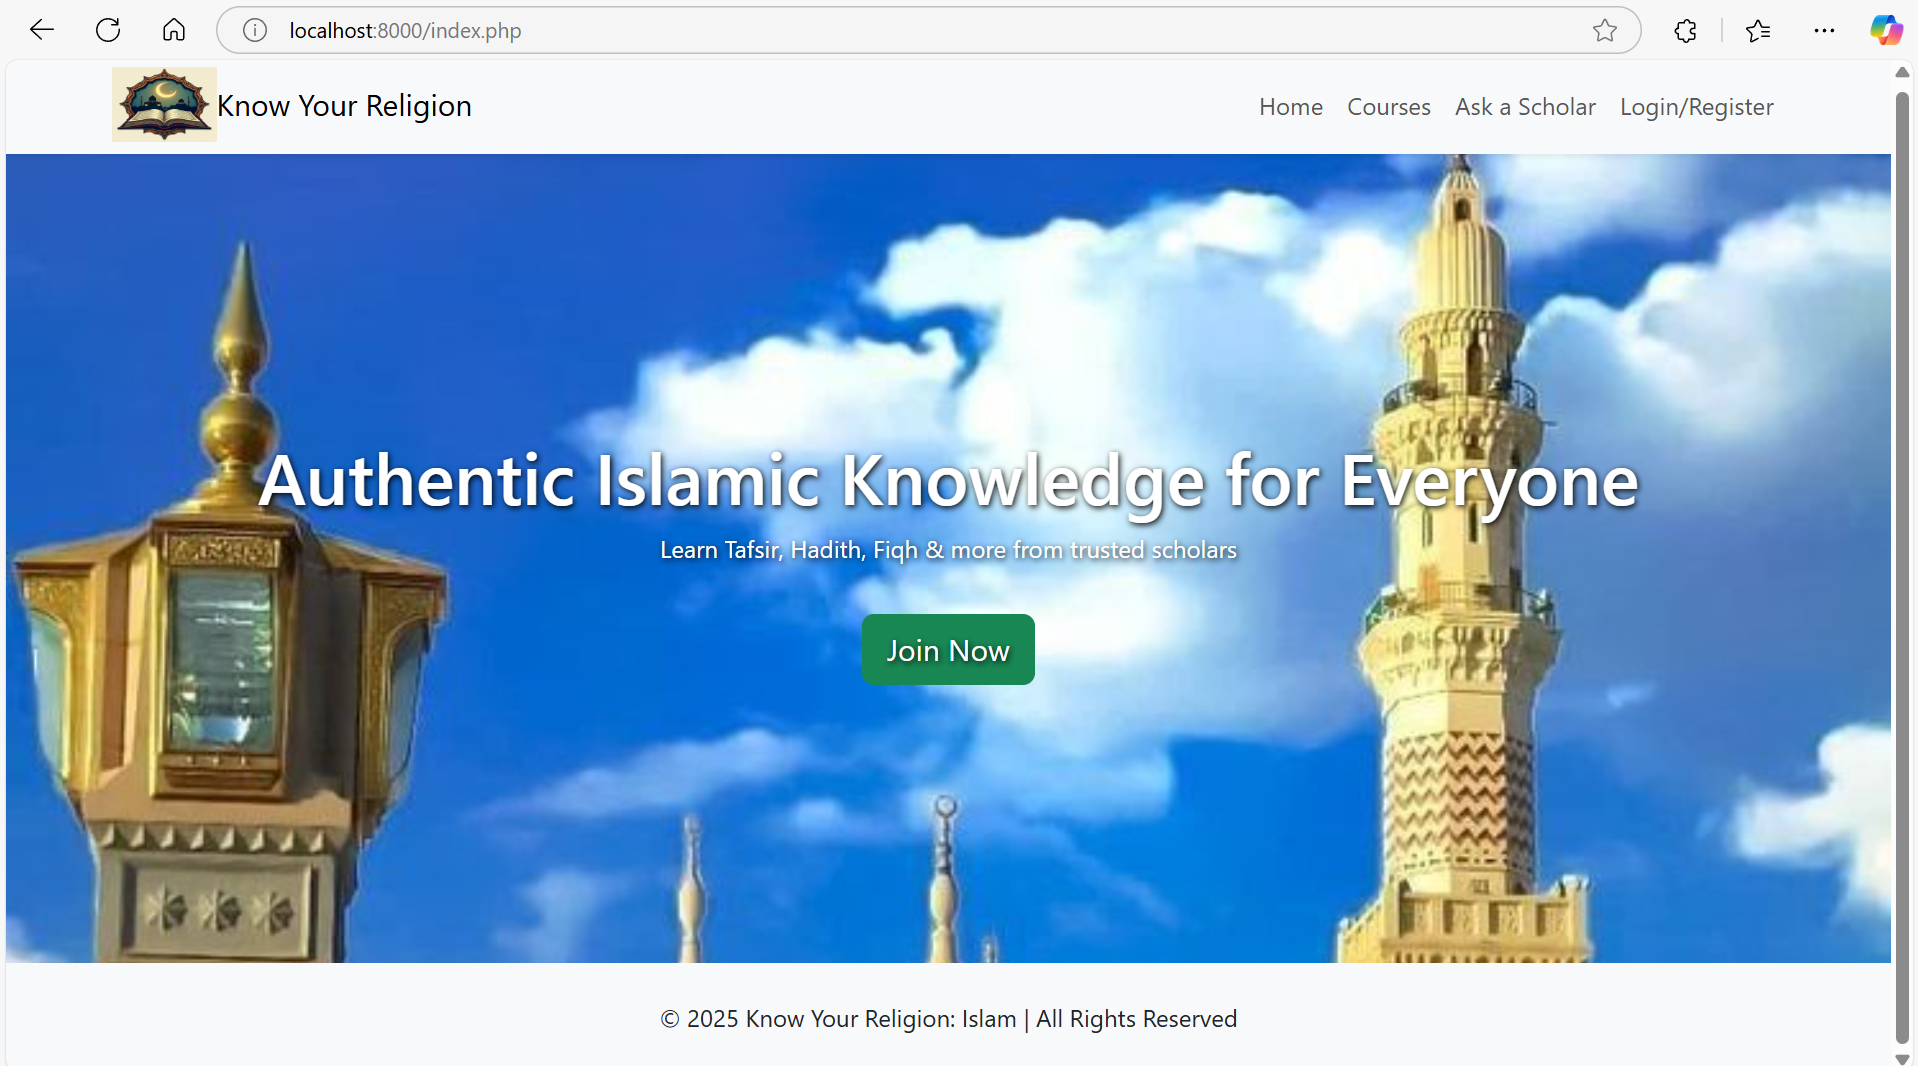 localhost:8000/index.php
Know Your Religion
Home Courses Ask a Scholar Login/Register
Authentic Islamic Knowledge for Everyone
Learn Tafsir, Hadith, Fiqh & more from trusted scholars
Join Now
© 2025 Know Your Religion: Islam | All Rights Reserved